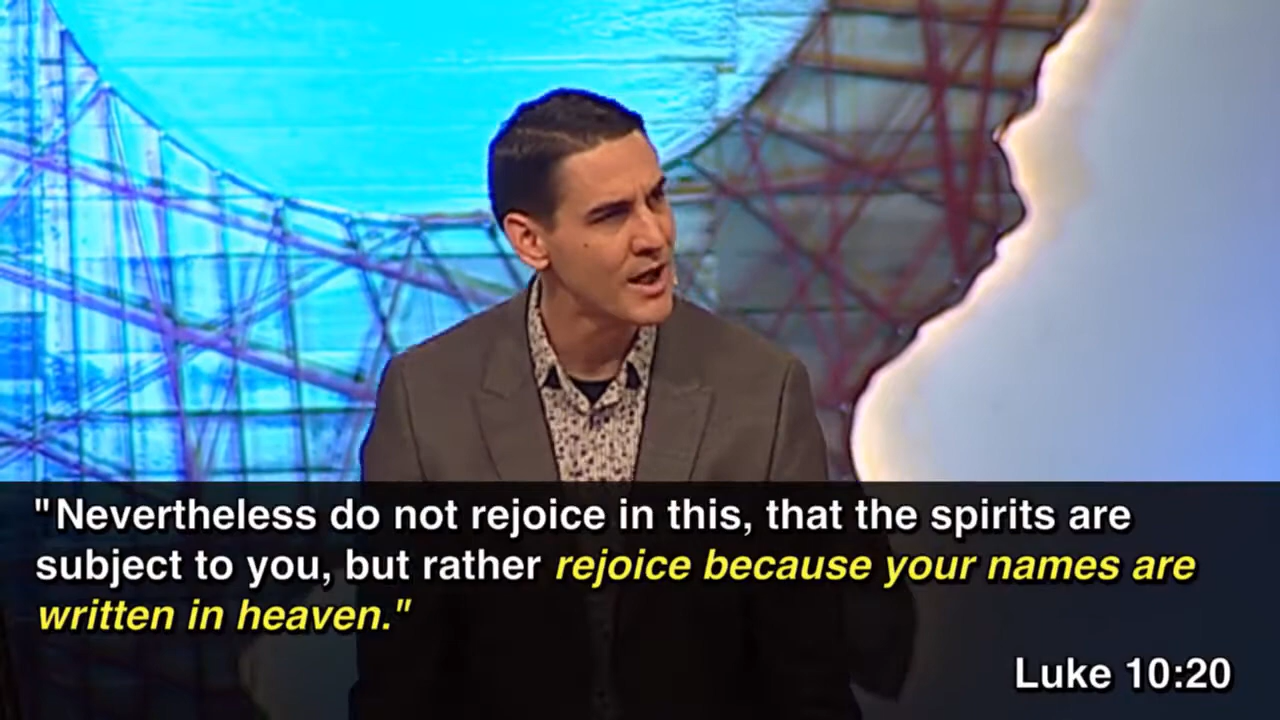 "Nevertheless do not rejoice in this, that the spirits are
subject to you, but rather rejoice because your names are
written in heaven."
Luke 10:20